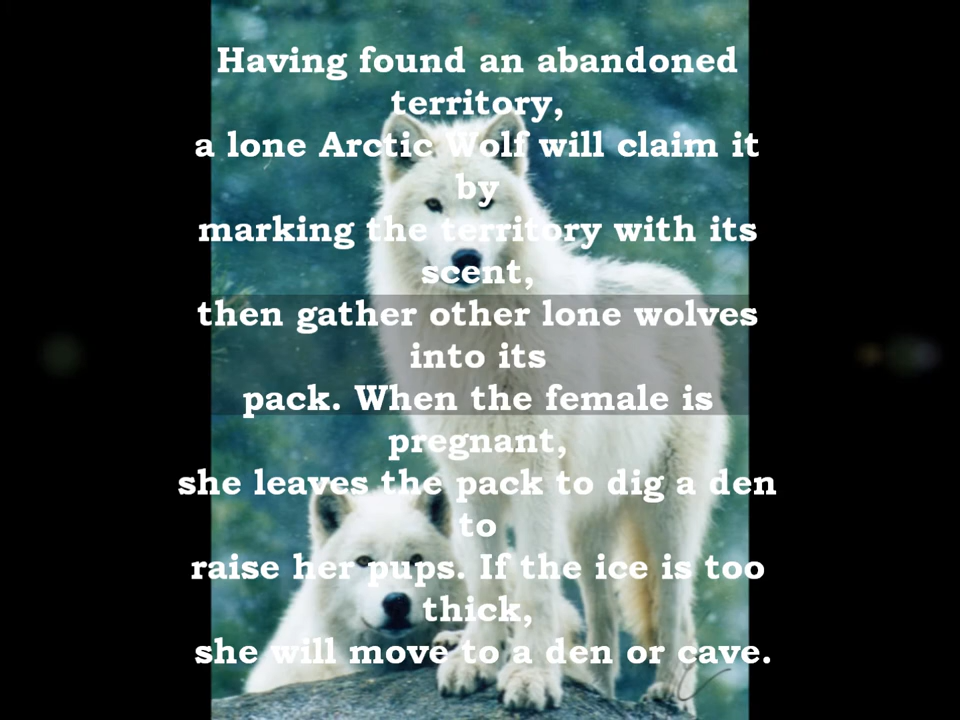 Having found an abandoned
territory,
a lone Arctic Wolf will claim it
by
marking the territory with its
scent,
then gather other lone wolves
into its
pack. When the female is
pregnant,
she leaves the pack to dig a den
to
raise her pups. If the ice is too
thick,
she will move to a den or cave.